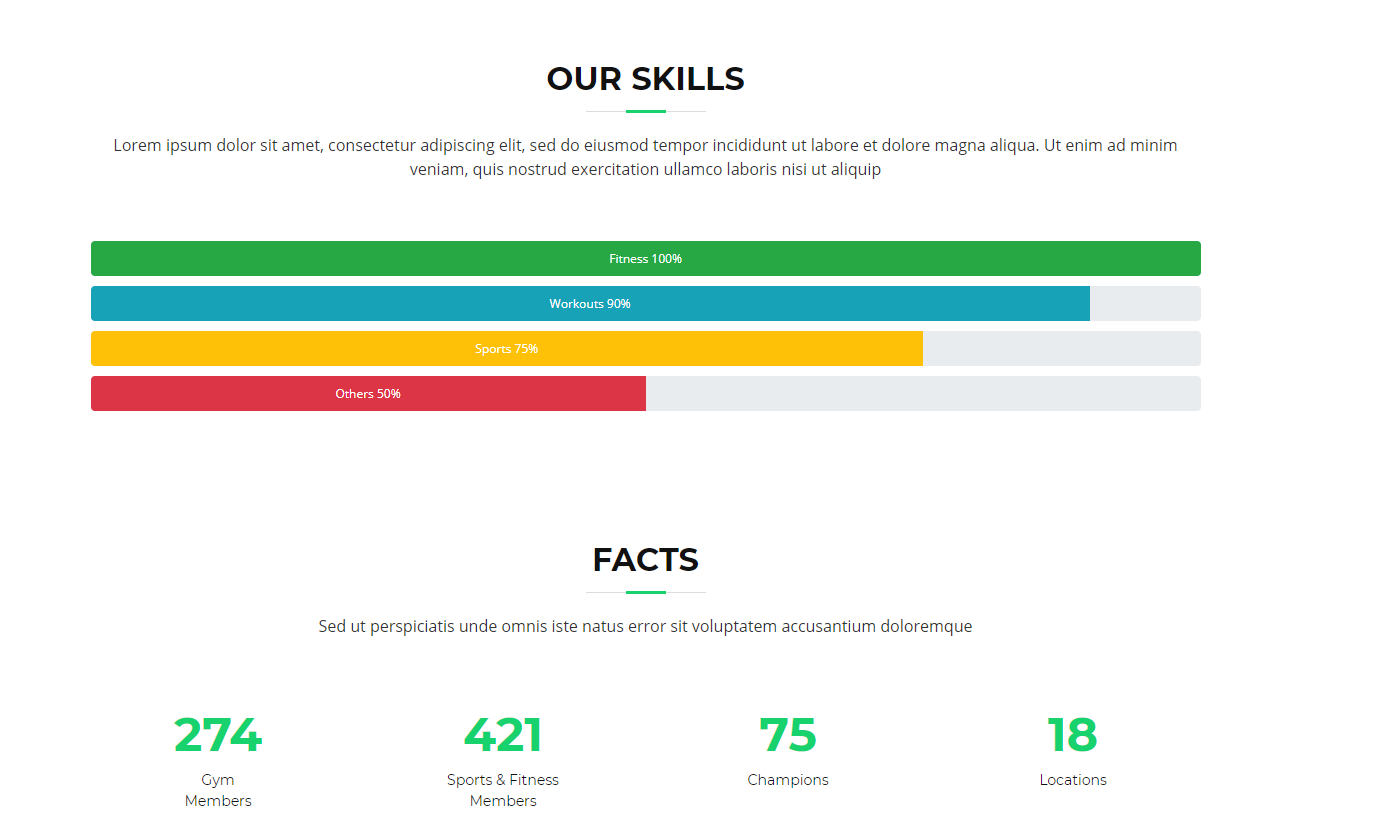 OUR SKILLS
Lorem ipsum dolor sit amet, consectetur adipiscing elit, sed do eiusmod tempor incididunt ut labore et dolore magna aliqua. Ut enim ad minim
veniam, quis nostrud exercitation ullamco laboris nisi ut aliquip
Fitness 100%
Workouts 90%
Sports 75%
Others 50%
FACTS
Sed ut perspiciatis unde omnis iste natus error sit voluptatem accusantium doloremque
274
Gym
Members
421
Sports & Fitness
Members
75
Champions
18
Locations